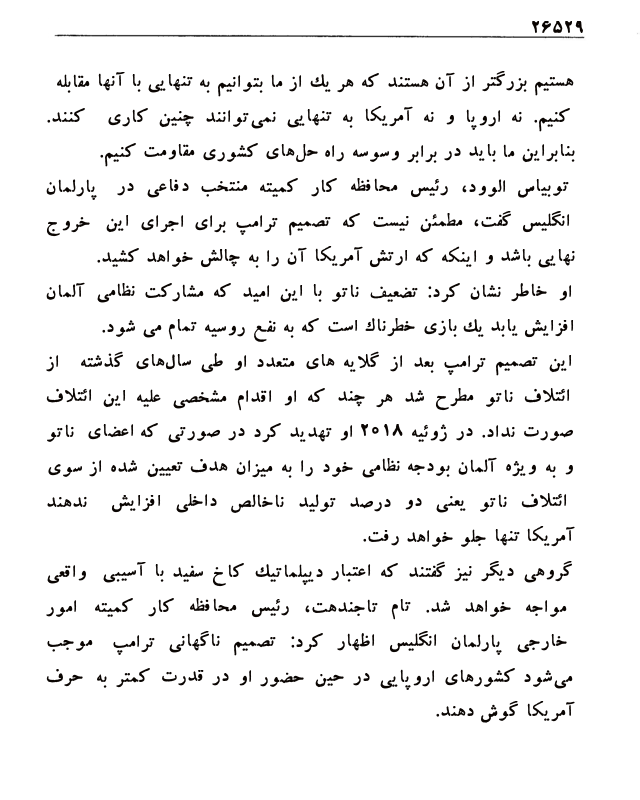 ۲۶۵۲۹
هستیم بزرگتر از آن هستند که هر یك از ما بتوانیم به تنهایی با آنها مقابله
کنیم. نه اروپا و نه آمریکا به تنهایی نمی‌توانند چنین کاری کنند.
بنابراین ما باید در برابر وسوسه راه حل‌های کشوری مقاومت کنیم.
توبیاس الوود، رئیس محافظه کار کمیته منتخب دفاعی در پارلمان
انگلیس گفت، مطمئن نیست که تصمیم ترامپ برای اجرای این خروج
نهایی باشد و اینکه که ارتش آمریکا آن را به چالش خواهد کشید.
او خاطر نشان کرد: تضعیف ناتو با این امید که مشارکت نظامی آلمان
افزایش یابد یك بازی خطرناك است که به نفع روسیه تمام می شود.
این تصمیم ترامپ بعد از گلایه های متعدد او طی سال‌های گذشته از
ائتلاف ناتو مطرح شد هر چند که او اقدام مشخصی علیه این ائتلاف
صورت نداد. در ژوئیه ۲۰۱۸ او تهدید کرد در صورتی که اعضای ناتو
و به ویژه آلمان بودجه نظامی خود را به میزان هدف تعیین شده از سوی
ائتلاف ناتو یعنی دو درصد تولید ناخالص داخلی افزایش ندهند
آمریکا تنها جلو خواهد رفت.
گروهی دیگر نیز گفتند که اعتبار دیپلماتیك کاخ سفید با آسیبی واقعی
مواجه خواهد شد. تام تاجندهت، رئیس محافظه کار کمیته امور
خارجی پارلمان انگلیس اظهار کرد: تصمیم ناگهانی ترامپ موجب
می‌شود کشورهای اروپایی در حین حضور او در قدرت کمتر به حرف
آمریکا گوش دهند.